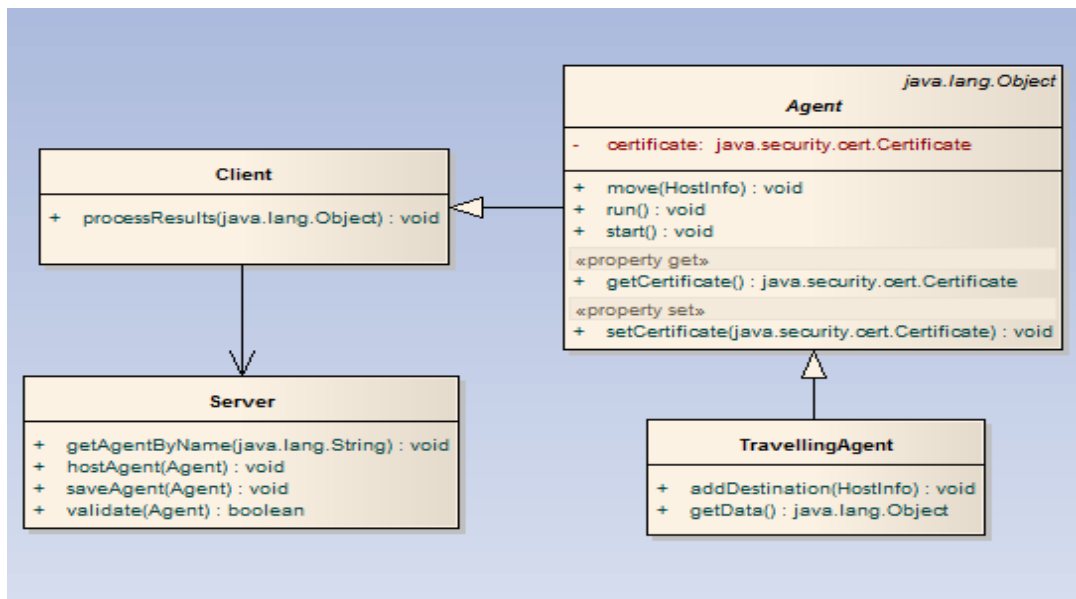 Client
+ processResults(java.lang.Object) : void
java.lang.Object
Agent
- certificate: java.security.cert.Certificate
+ move(HostInfo) : void
+ run() : void
+ start() : void
«property get»
+ getCertificate() : java.security.cert.Certificate
«property set»
+ setCertificate(java.security.cert.Certificate) : void
Server
+ getAgentByName(java.lang.String) : void
+ hostAgent(Agent) : void
+ saveAgent(Agent) : void
+ validate(Agent) : boolean
TravellingAgent
+ addDestination(HostInfo) : void
+ getData() : java.lang.Object